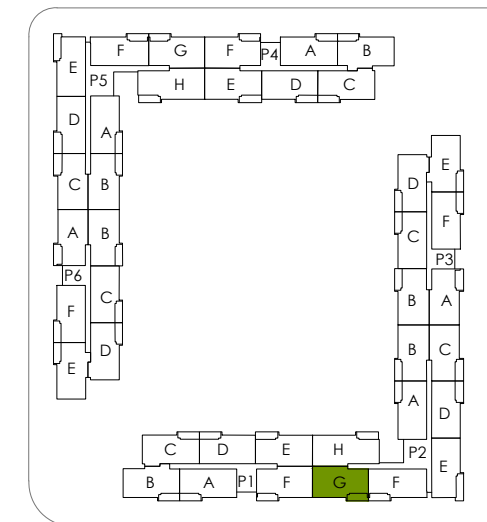 F G F P4 A B
E
H E D C
P5
D A
C B
A B
P6
F C
E D
E
D
F
C
P3
B A
B C
A D
C D E H P2
E
B A P1 F G F